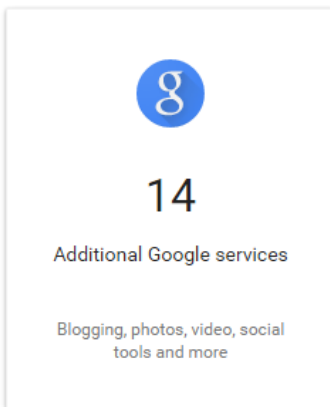 g
14
Additional Google services
Blogging, photos, video, social
tools and more